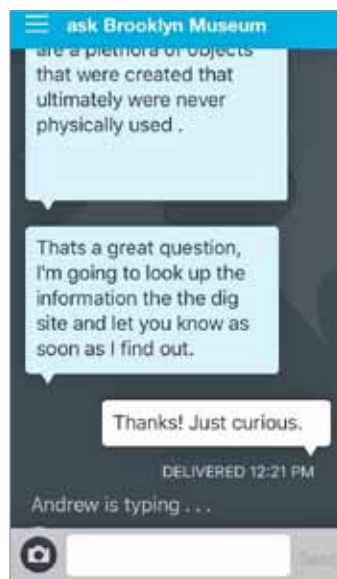 ask Brooklyn Museum
are a plethora of objects
that were created that
ultimately were never
physically used .
Thats a great question,
I'm going to look up the
information the the dig
site and let you know as
soon as I find out.
Thanks! Just curious.
DELIVERED 12:21 PM
Andrew is typing . . .
Send